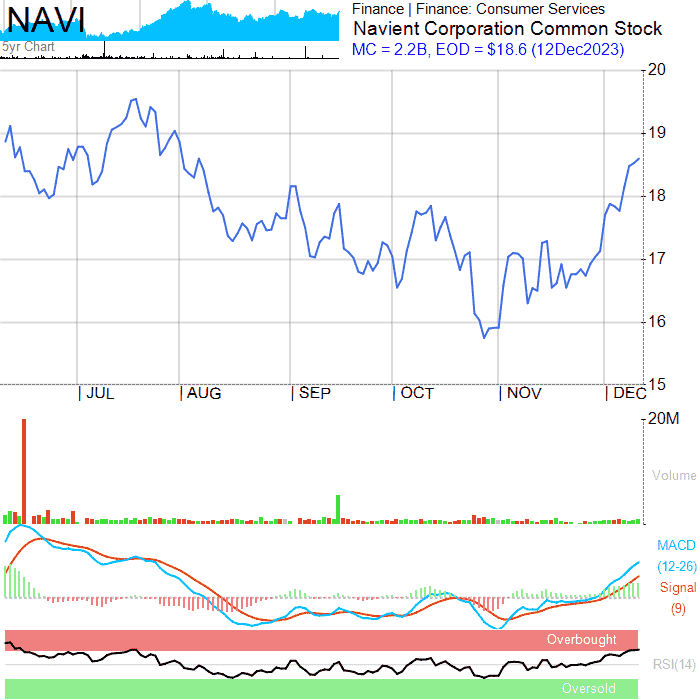 NAVI
5yr Chart
Finance | Finance: Consumer Services
Navient Corporation Common Stock
MC = 2.2B, EOD = $18.6 (12Dec2023)
20
19
18
17
16
15
JUL
AUG
SEP
OCT
NOV
DEC
20M
Volume
MACD
(12-26)
Signal
(9)
Overbought
RSI(14)
Oversold